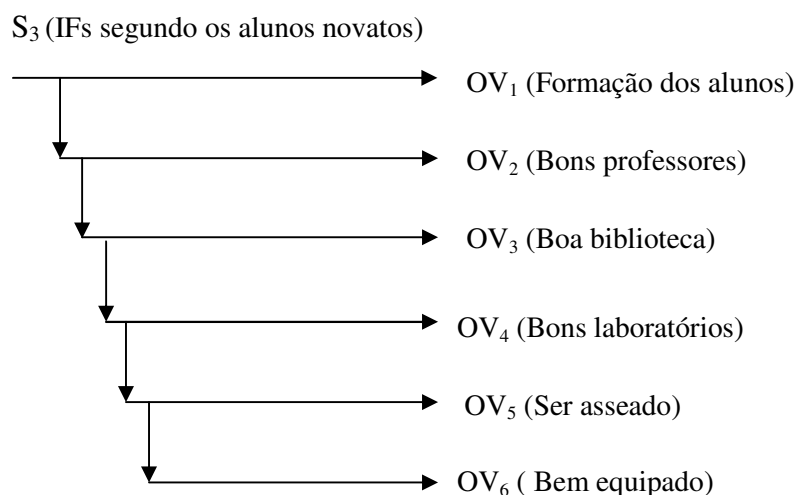 S₃ (IFs segundo os alunos novatos)
OV₁ (Formação dos alunos)
OV₂ (Bons professores)
OV₃ (Boa biblioteca)
OV₄ (Bons laboratórios)
OV₅ (Ser asseado)
OV₆ ( Bem equipado)